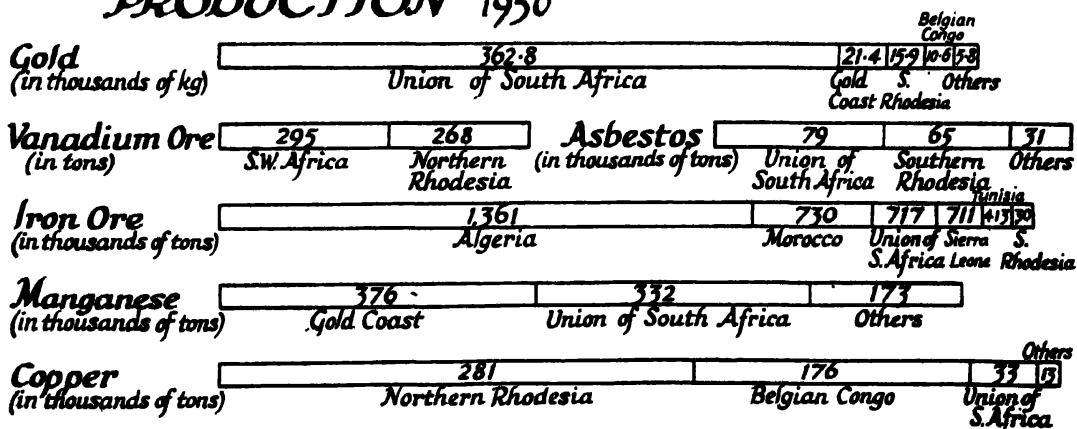 PRODUCTION 1950
Belgian
Congo
Gold 362·8 21·4 15·9 10·6 5·8
(in thousands of kg) Union of South Africa Gold S. Others
Coast Rhodesia
Vanadium Ore 295 268 Asbestos 79 65 31
(in tons) S.W. Africa Northern (in thousands of tons) Union of Southern Others
Rhodesia South Africa Rhodesia
Tunisia
Iron Ore 1,361 730 717 711 413 30
(in thousands of tons) Algeria Morocco Union of Sierra S.
S. Africa Leone Rhodesia
Manganese 376 332 173
(in thousands of tons) Gold Coast Union of South Africa Others
Others
Copper 281 176 33 13
(in thousands of tons) Northern Rhodesia Belgian Congo Union of
S. Africa